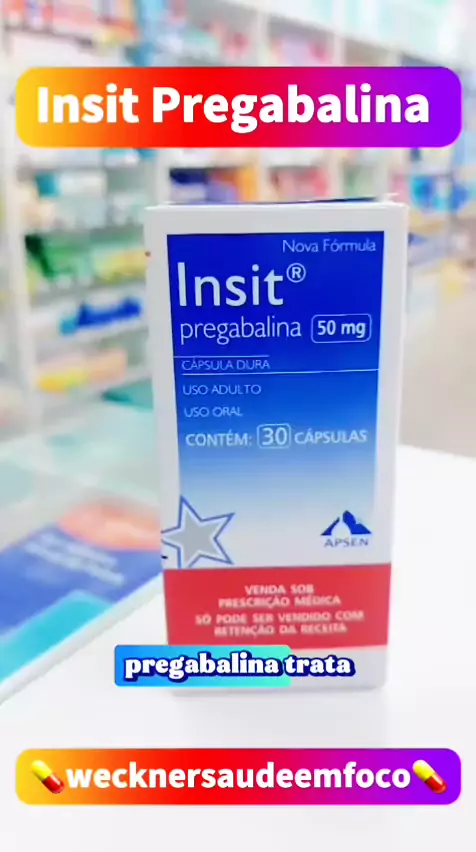 Insit Pregabalina
Nova Fórmula
Insit®
pregabalina 50 mg
CÁPSULA DURA
USO ADULTO
USO ORAL
CONTÉM: 30 CÁPSULAS
APSEN
VENDA SOB
PRESCRIÇÃO MÉDICA
SÓ PODE SER VENDIDO COM
RETENÇÃO DA RECEITA
pregabalina trata
💊wecknersaudeemfoco💊